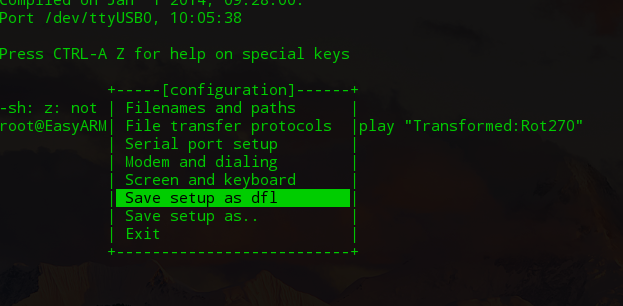 Compiled on Jan  1 2014, 09:28:00.
Port /dev/ttyUSB0, 10:05:38
Press CTRL-A Z for help on special keys
+-----[configuration]------+
-sh: z: not | Filenames and paths |
root@EasyARM| File transfer protocols |play "Transformed:Rot270"
| Serial port setup |
| Modem and dialing |
| Screen and keyboard |
| Save setup as dfl |
| Save setup as.. |
| Exit |
+--------------------------+